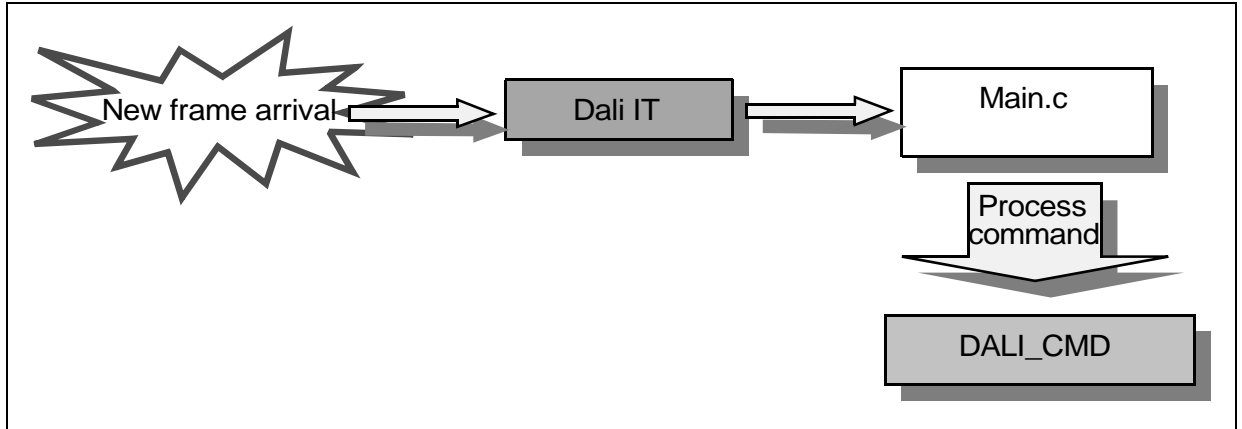 New frame arrival
Dali IT
Main.c
Process
command
DALI_CMD